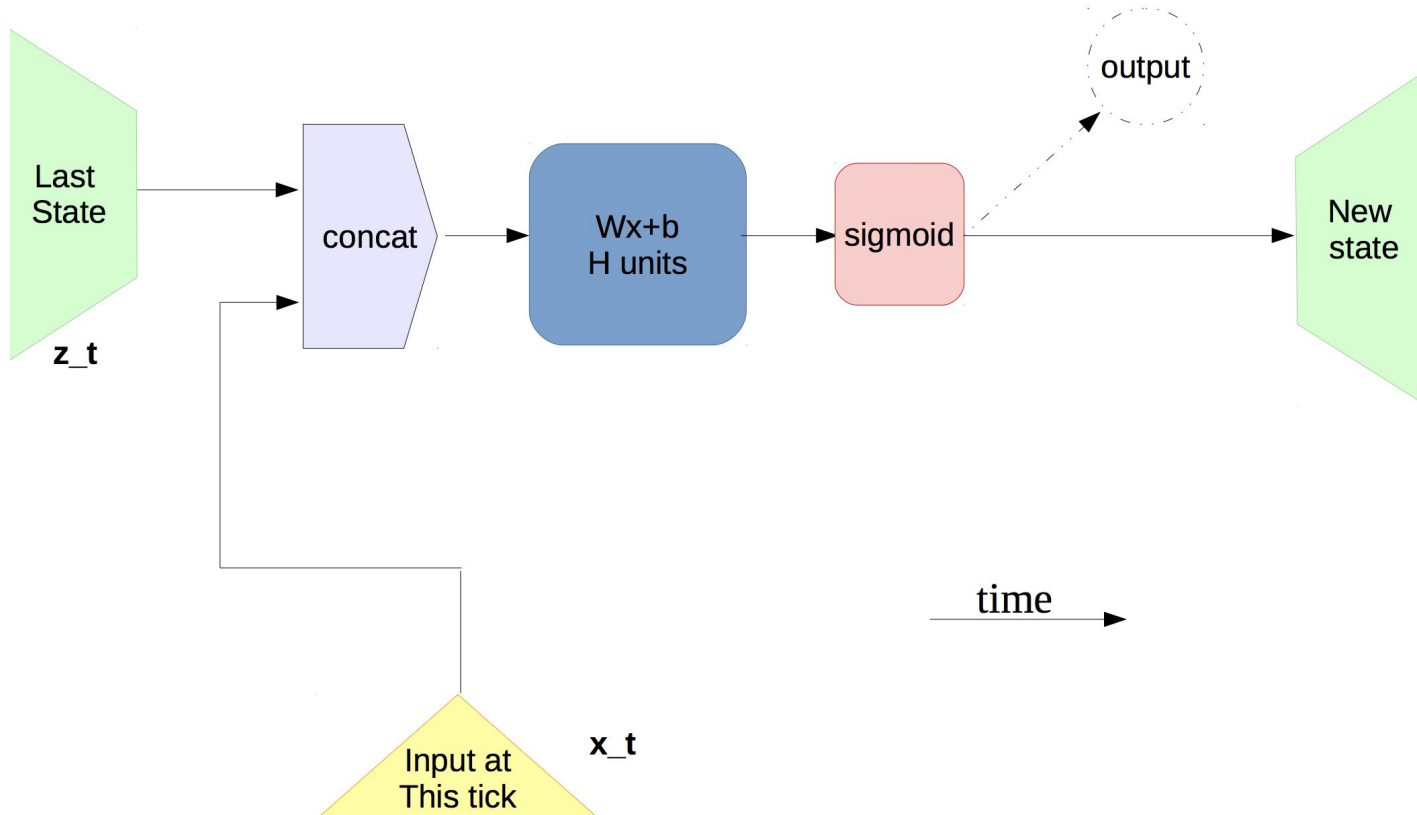 output
Last
State
concat
Wx+b
H units
sigmoid
New
state
z_t
time
x_t
Input at
This tick